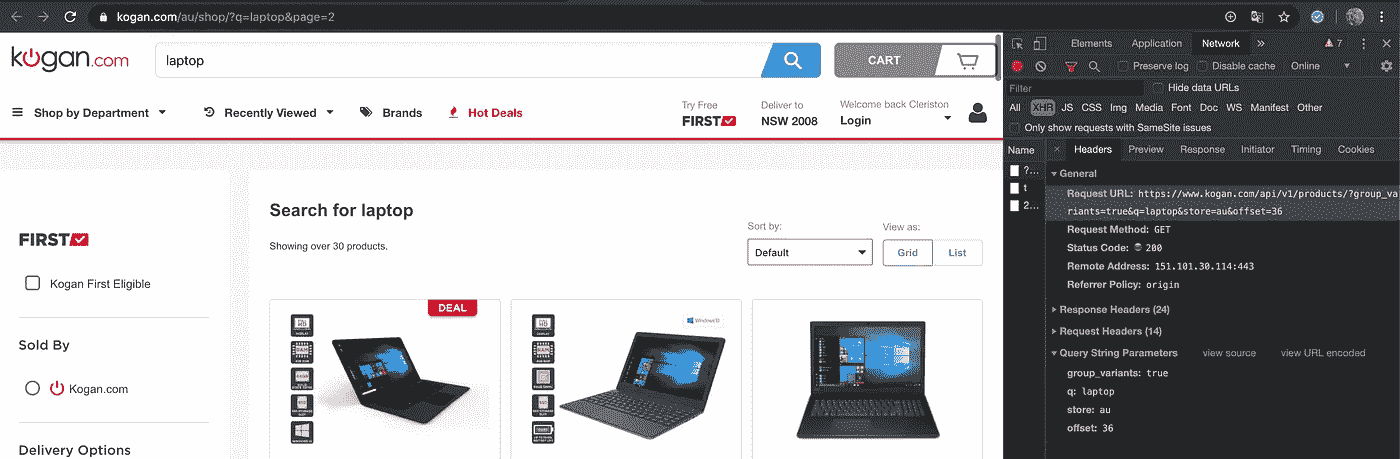 kogan.com/au/shop/?q=laptop&page=2
kogan.com
laptop
CART
Shop by Department
Recently Viewed
Brands
Hot Deals
Try Free
FIRST
Deliver to
NSW 2008
Welcome back Cleriston
Login
FIRST
Kogan First Eligible
Sold By
Kogan.com
Delivery Options
Search for laptop
Showing over 30 products.
Sort by:
Default
View as:
Grid
List
DEAL
Windows10
Elements
Application
Network
»
7
Preserve log
Disable cache
Online
Filter
Hide data URLs
All
XHR
JS
CSS
Img
Media
Font
Doc
WS
Manifest
Other
Only show requests with SameSite issues
Name
?...
t
2...
×
Headers
Preview
Response
Initiator
Timing
Cookies
General
Request URL: https://www.kogan.com/api/v1/products/?group_va
riants=true&q=laptop&store=au&offset=36
Request Method: GET
Status Code: 200
Remote Address: 151.101.30.114:443
Referrer Policy: origin
Response Headers (24)
Request Headers (14)
Query String Parameters
view source
view URL encoded
group_variants: true
q: laptop
store: au
offset: 36